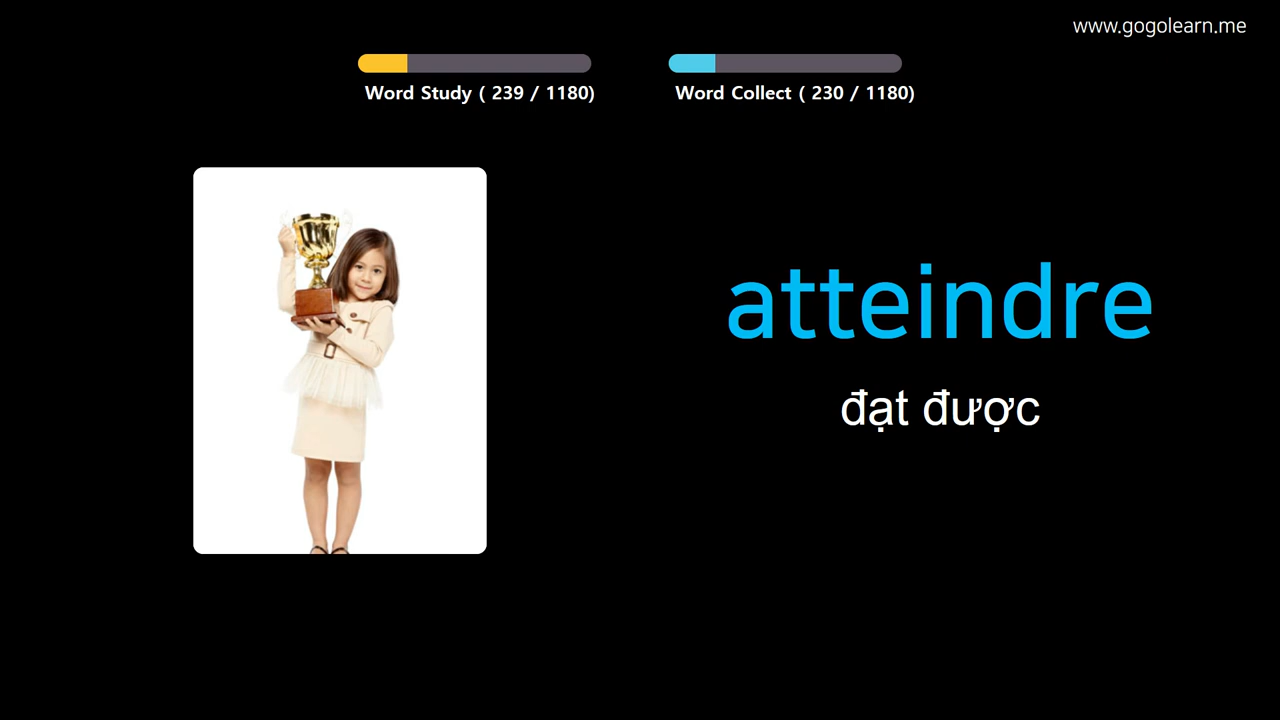 www.gogolearn.me
Word Study ( 239 / 1180)
Word Collect ( 230 / 1180)
atteindre
đạt được